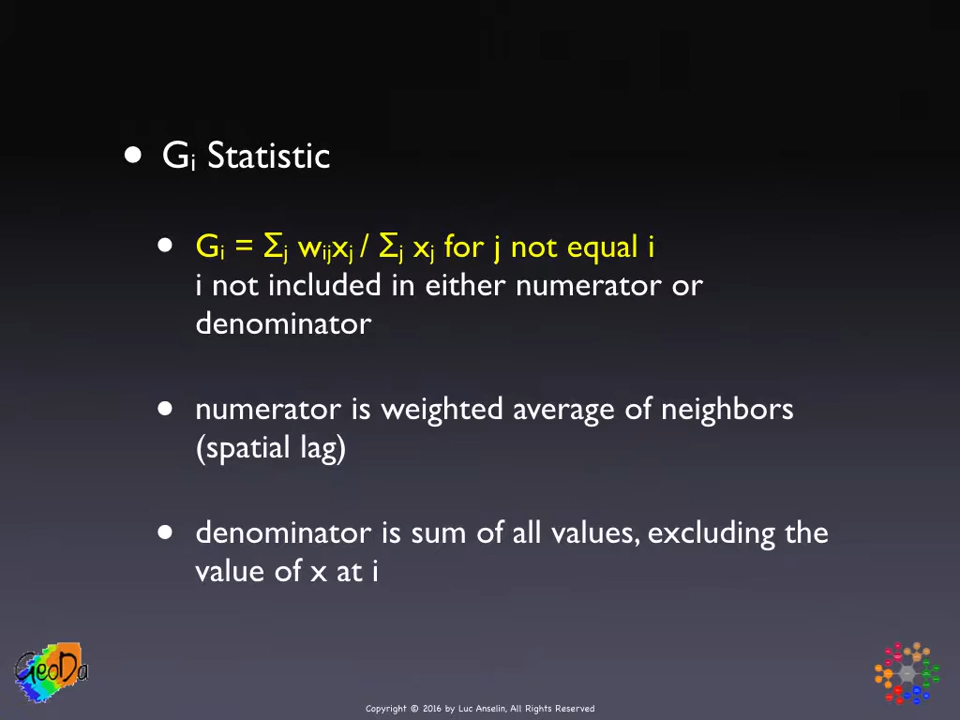 • Gᵢ Statistic
• Gᵢ = Σⱼ wᵢⱼxⱼ / Σⱼ xⱼ for j not equal i
i not included in either numerator or
denominator
• numerator is weighted average of neighbors
(spatial lag)
• denominator is sum of all values, excluding the
value of x at i
GeoDa
Copyright © 2016 by Luc Anselin, All Rights Reserved